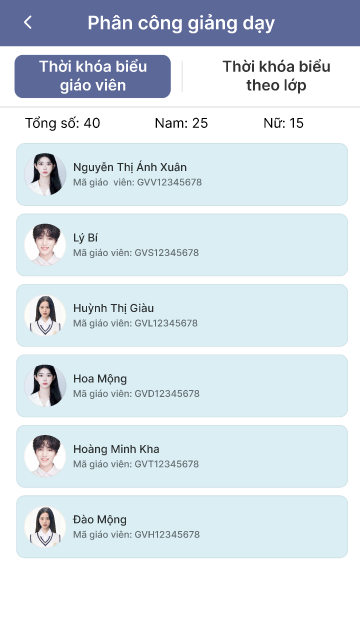 Phân công giảng dạy
Thời khóa biểu
giáo viên
Thời khóa biểu
theo lớp
Tổng số: 40 Nam: 25 Nữ: 15
Nguyễn Thị Ánh Xuân
Mã giáo viên: GVV12345678
Lý Bí
Mã giáo viên: GVS12345678
Huỳnh Thị Giàu
Mã giáo viên: GVL12345678
Hoa Mộng
Mã giáo viên: GVD12345678
Hoàng Minh Kha
Mã giáo viên: GVT12345678
Đào Mộng
Mã giáo viên: GVH12345678